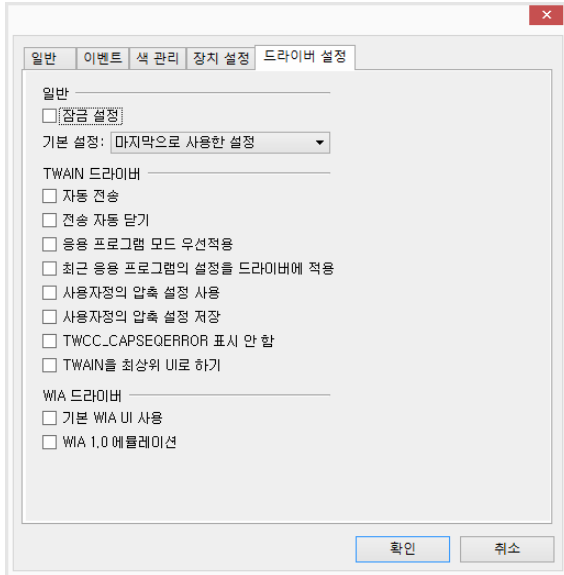 일반 이벤트 색 관리 장치 설정 드라이버 설정
일반
잠금 설정
기본 설정: 마지막으로 사용한 설정
TWAIN 드라이버
자동 전송
전송 자동 닫기
응용 프로그램 모드 우선적용
최근 응용 프로그램의 설정을 드라이버에 적용
사용자정의 압축 설정 사용
사용자정의 압축 설정 저장
TWCC_CAPSEQERROR 표시 안 함
TWAIN을 최상위 UI로 하기
WIA 드라이버
기본 WIA UI 사용
WIA 1.0 에뮬레이션
확인 취소